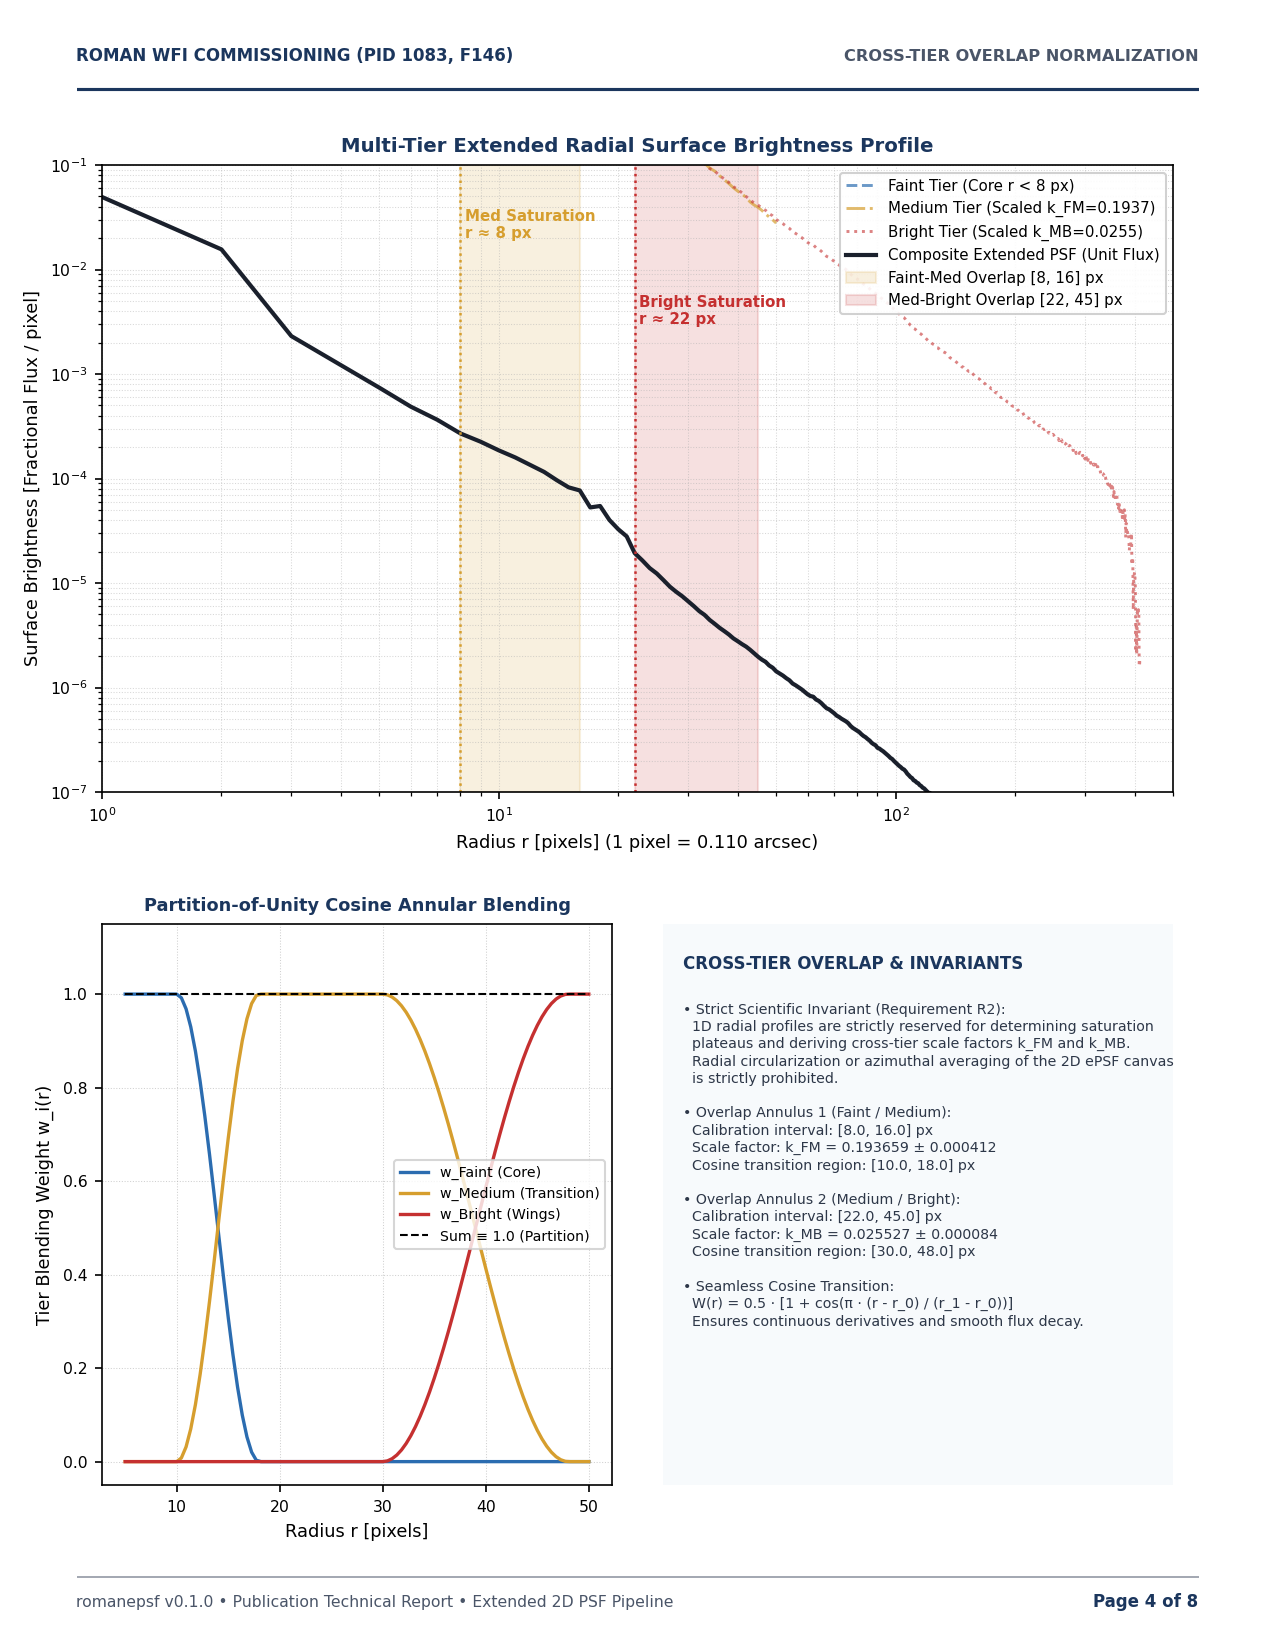 ROMAN WFI COMMISSIONING (PID 1083, F146)
CROSS-TIER OVERLAP NORMALIZATION
Multi-Tier Extended Radial Surface Brightness Profile
Surface Brightness [Fractional Flux / pixel]
10⁻¹
10⁻²
10⁻³
10⁻⁴
10⁻⁵
10⁻⁶
10⁻⁷
Med Saturation
r ≈ 8 px
Bright Saturation
r ≈ 22 px
Faint Tier (Core r < 8 px)
Medium Tier (Scaled k_FM=0.1937)
Bright Tier (Scaled k_MB=0.0255)
Composite Extended PSF (Unit Flux)
Faint-Med Overlap [8, 16] px
Med-Bright Overlap [22, 45] px
10⁰ 10¹ 10²
Radius r [pixels] (1 pixel = 0.110 arcsec)
Partition-of-Unity Cosine Annular Blending
Tier Blending Weight w_i(r)
1.0
0.8
0.6
0.4
0.2
0.0
w_Faint (Core)
w_Medium (Transition)
w_Bright (Wings)
Sum ≡ 1.0 (Partition)
10 20 30 40 50
Radius r [pixels]
CROSS-TIER OVERLAP & INVARIANTS
• Strict Scientific Invariant (Requirement R2):
1D radial profiles are strictly reserved for determining saturation
plateaus and deriving cross-tier scale factors k_FM and k_MB.
Radial circularization or azimuthal averaging of the 2D ePSF canvas
is strictly prohibited.
• Overlap Annulus 1 (Faint / Medium):
Calibration interval: [8.0, 16.0] px
Scale factor: k_FM = 0.193659 ± 0.000412
Cosine transition region: [10.0, 18.0] px
• Overlap Annulus 2 (Medium / Bright):
Calibration interval: [22.0, 45.0] px
Scale factor: k_MB = 0.025527 ± 0.000084
Cosine transition region: [30.0, 48.0] px
• Seamless Cosine Transition:
W(r) = 0.5 · [1 + cos(π · (r - r_0) / (r_1 - r_0))]
Ensures continuous derivatives and smooth flux decay.
romanepsf v0.1.0 • Publication Technical Report • Extended 2D PSF Pipeline
Page 4 of 8